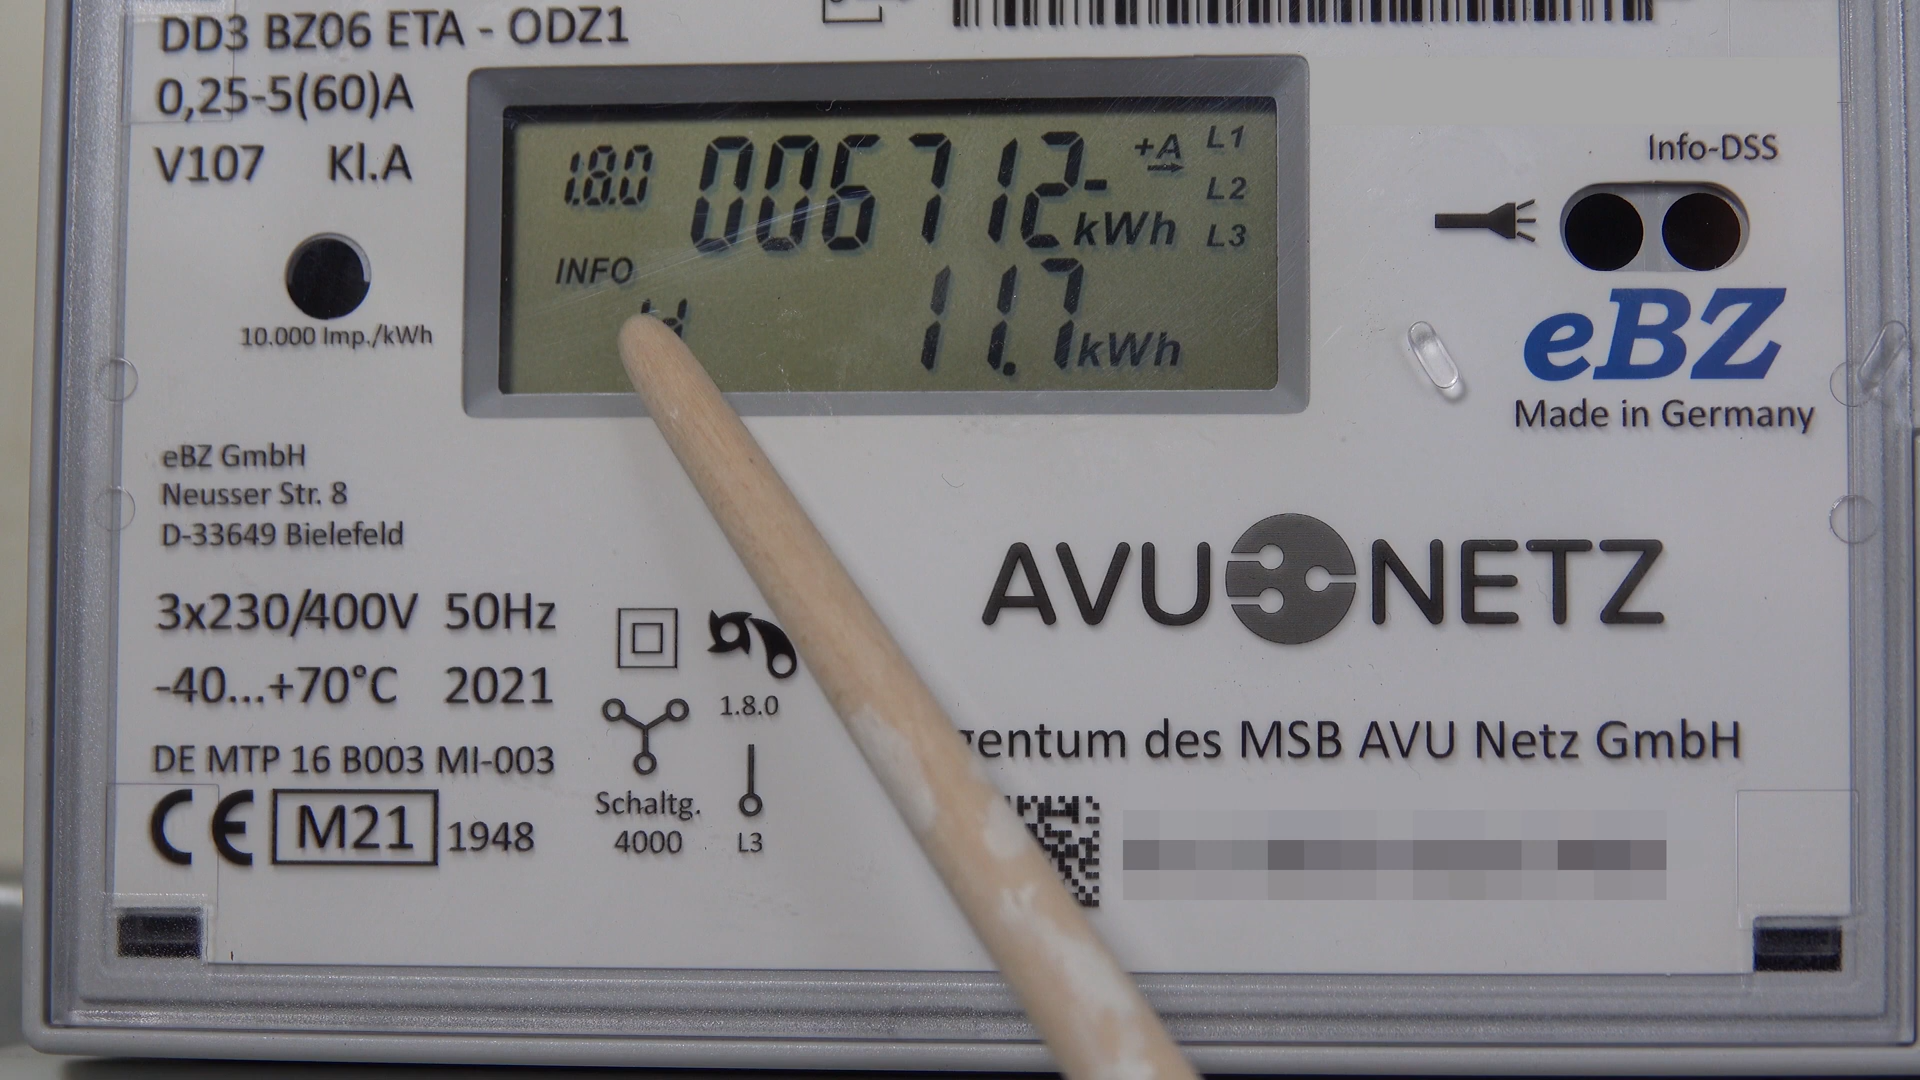 DD3 BZ06 ETA - ODZ1
0,25-5(60)A
V107 Kl.A
10.000 Imp./kWh
1.8.0 006712 kWh +A
L1
L2
L3
INFO
11.7 kWh
Info-DSS
eBZ
Made in Germany
eBZ GmbH
Neusser Str. 8
D-33649 Bielefeld
3x230/400V 50Hz
-40...+70°C 2021
DE MTP 16 B003 MI-003
CE M21 1948
1.8.0
Schaltg.
4000
L3
AVU NETZ
gentum des MSB AVU Netz GmbH